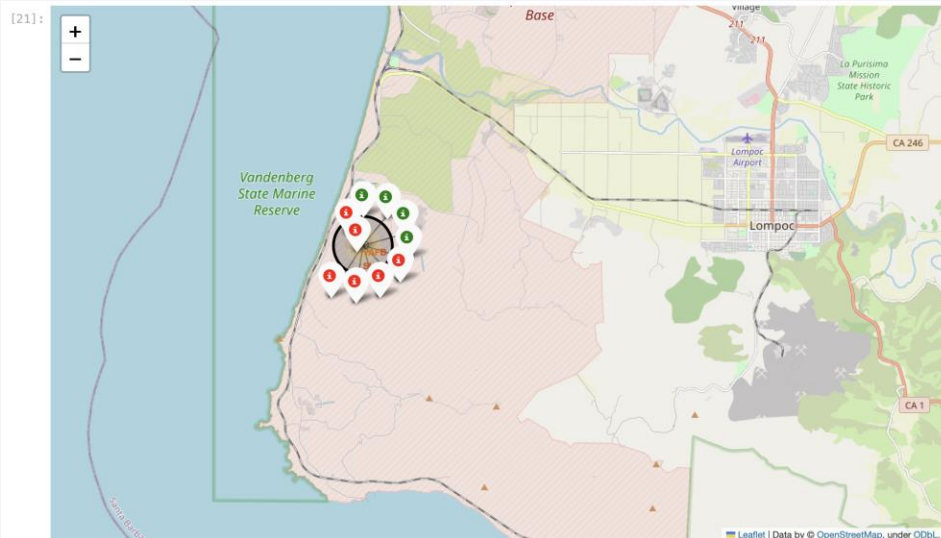 [21]:
+
−
Base
Village
211
211
La Purisima
Mission
State Historic
Park
CA 246
Lompoc
Airport
Vandenberg
State Marine
Reserve
Lompoc
CA 1
Leaflet | Data by © OpenStreetMap, under ODbL.